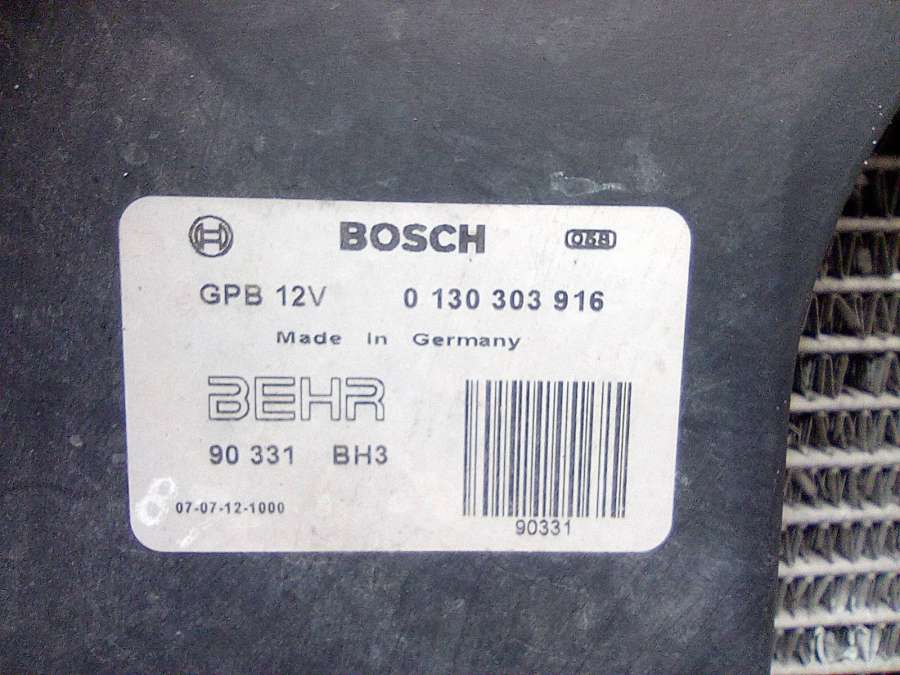 BOSCH
GPB 12V 0 130 303 916
Made in Germany
BEHR
90 331 BH3
07-07-12-1000
90331